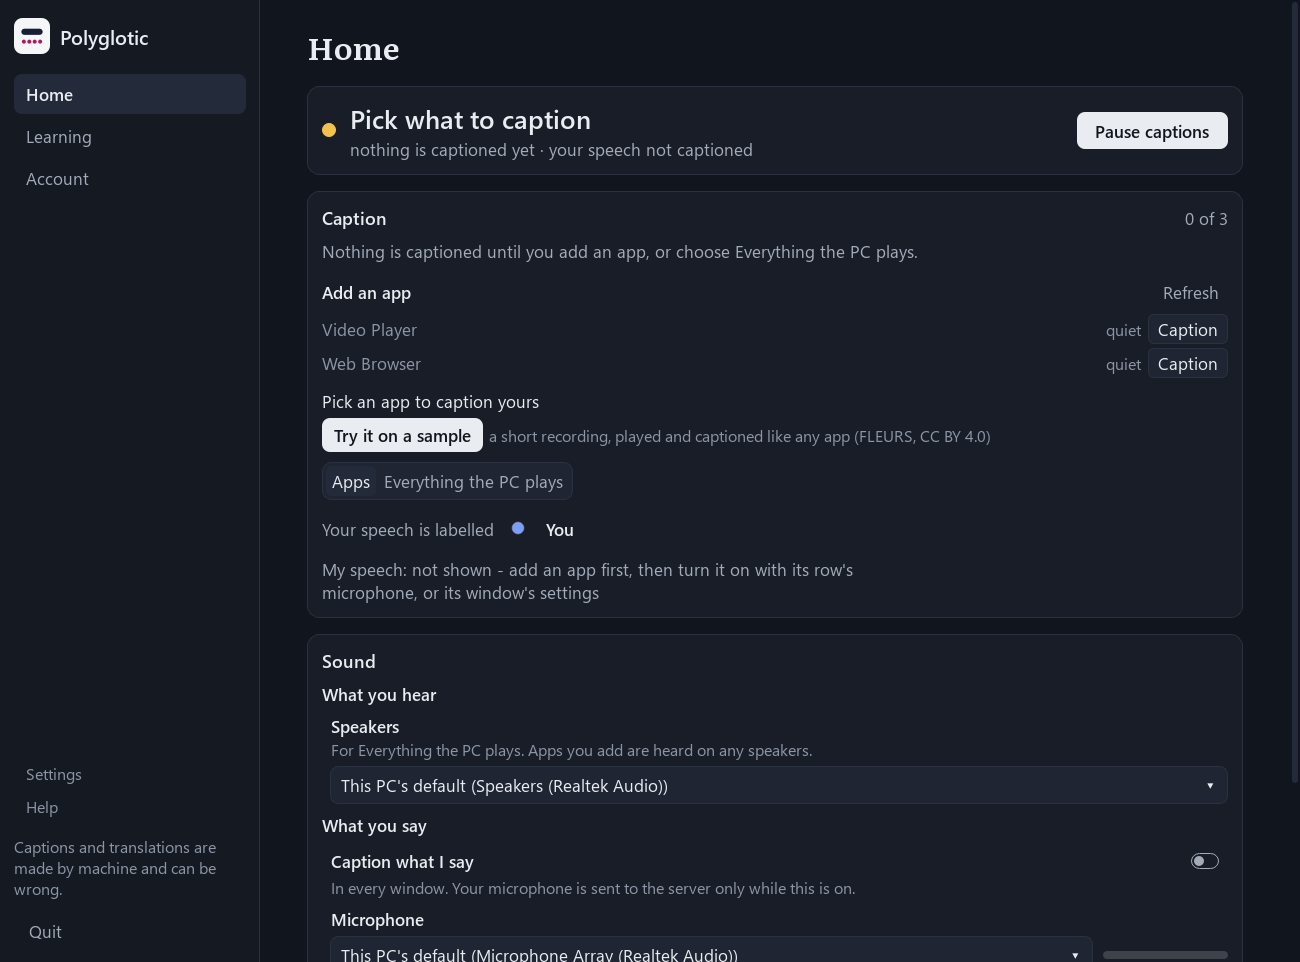 Polyglotic
Home
Learning
Account
Settings
Help
Captions and translations are
made by machine and can be
wrong.
Quit
Home
Pick what to caption
nothing is captioned yet · your speech not captioned
Pause captions
Caption
0 of 3
Nothing is captioned until you add an app, or choose Everything the PC plays.
Add an app
Refresh
Video Player
quiet
Caption
Web Browser
quiet
Caption
Pick an app to caption yours
Try it on a sample
a short recording, played and captioned like any app (FLEURS, CC BY 4.0)
Apps
Everything the PC plays
Your speech is labelled
You
My speech: not shown - add an app first, then turn it on with its row's
microphone, or its window's settings
Sound
What you hear
Speakers
For Everything the PC plays. Apps you add are heard on any speakers.
This PC's default (Speakers (Realtek Audio))
What you say
Caption what I say
In every window. Your microphone is sent to the server only while this is on.
Microphone
This PC's default (Microphone Array (Realtek Audio))